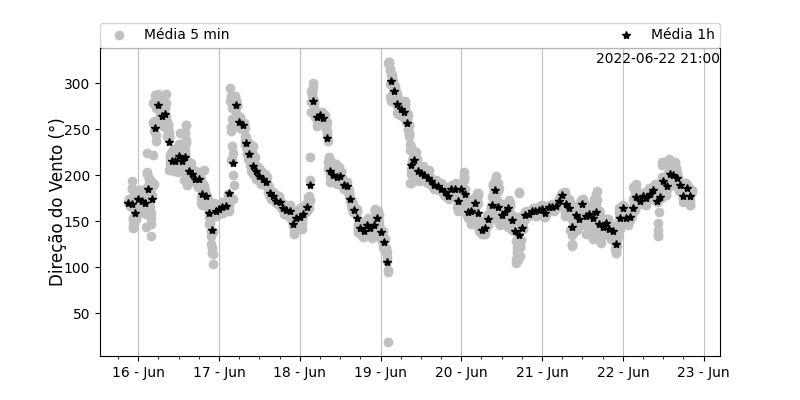 Média 5 min
Média 1h
2022-06-22 21:00
Direção do Vento (°)
300
250
200
150
100
50
16 - Jun
17 - Jun
18 - Jun
19 - Jun
20 - Jun
21 - Jun
22 - Jun
23 - Jun